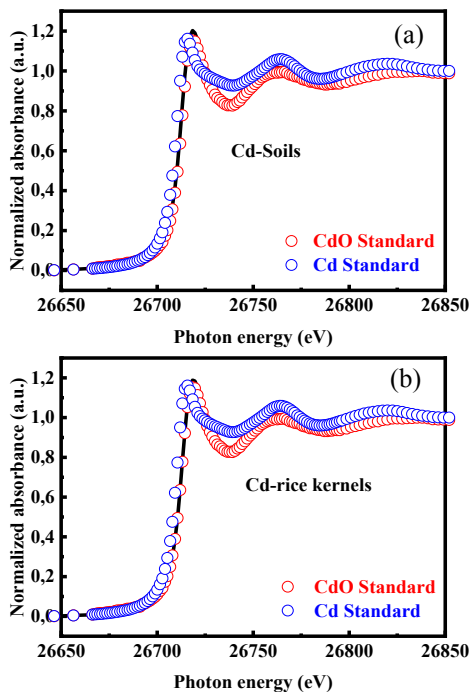 (a)
1,2
1,0
0,8
0,6
0,4
0,2
0,0
Normalized absorbance (a.u.)
Cd-Soils
CdO Standard
Cd Standard
26650 26700 26750 26800 26850
Photon energy (eV)
(b)
1,2
1,0
0,8
0,6
0,4
0,2
Normalized absorbance (a.u.)
Cd-rice kernels
CdO Standard
Cd Standard
26650 26700 26750 26800 26850
Photon energy (eV)